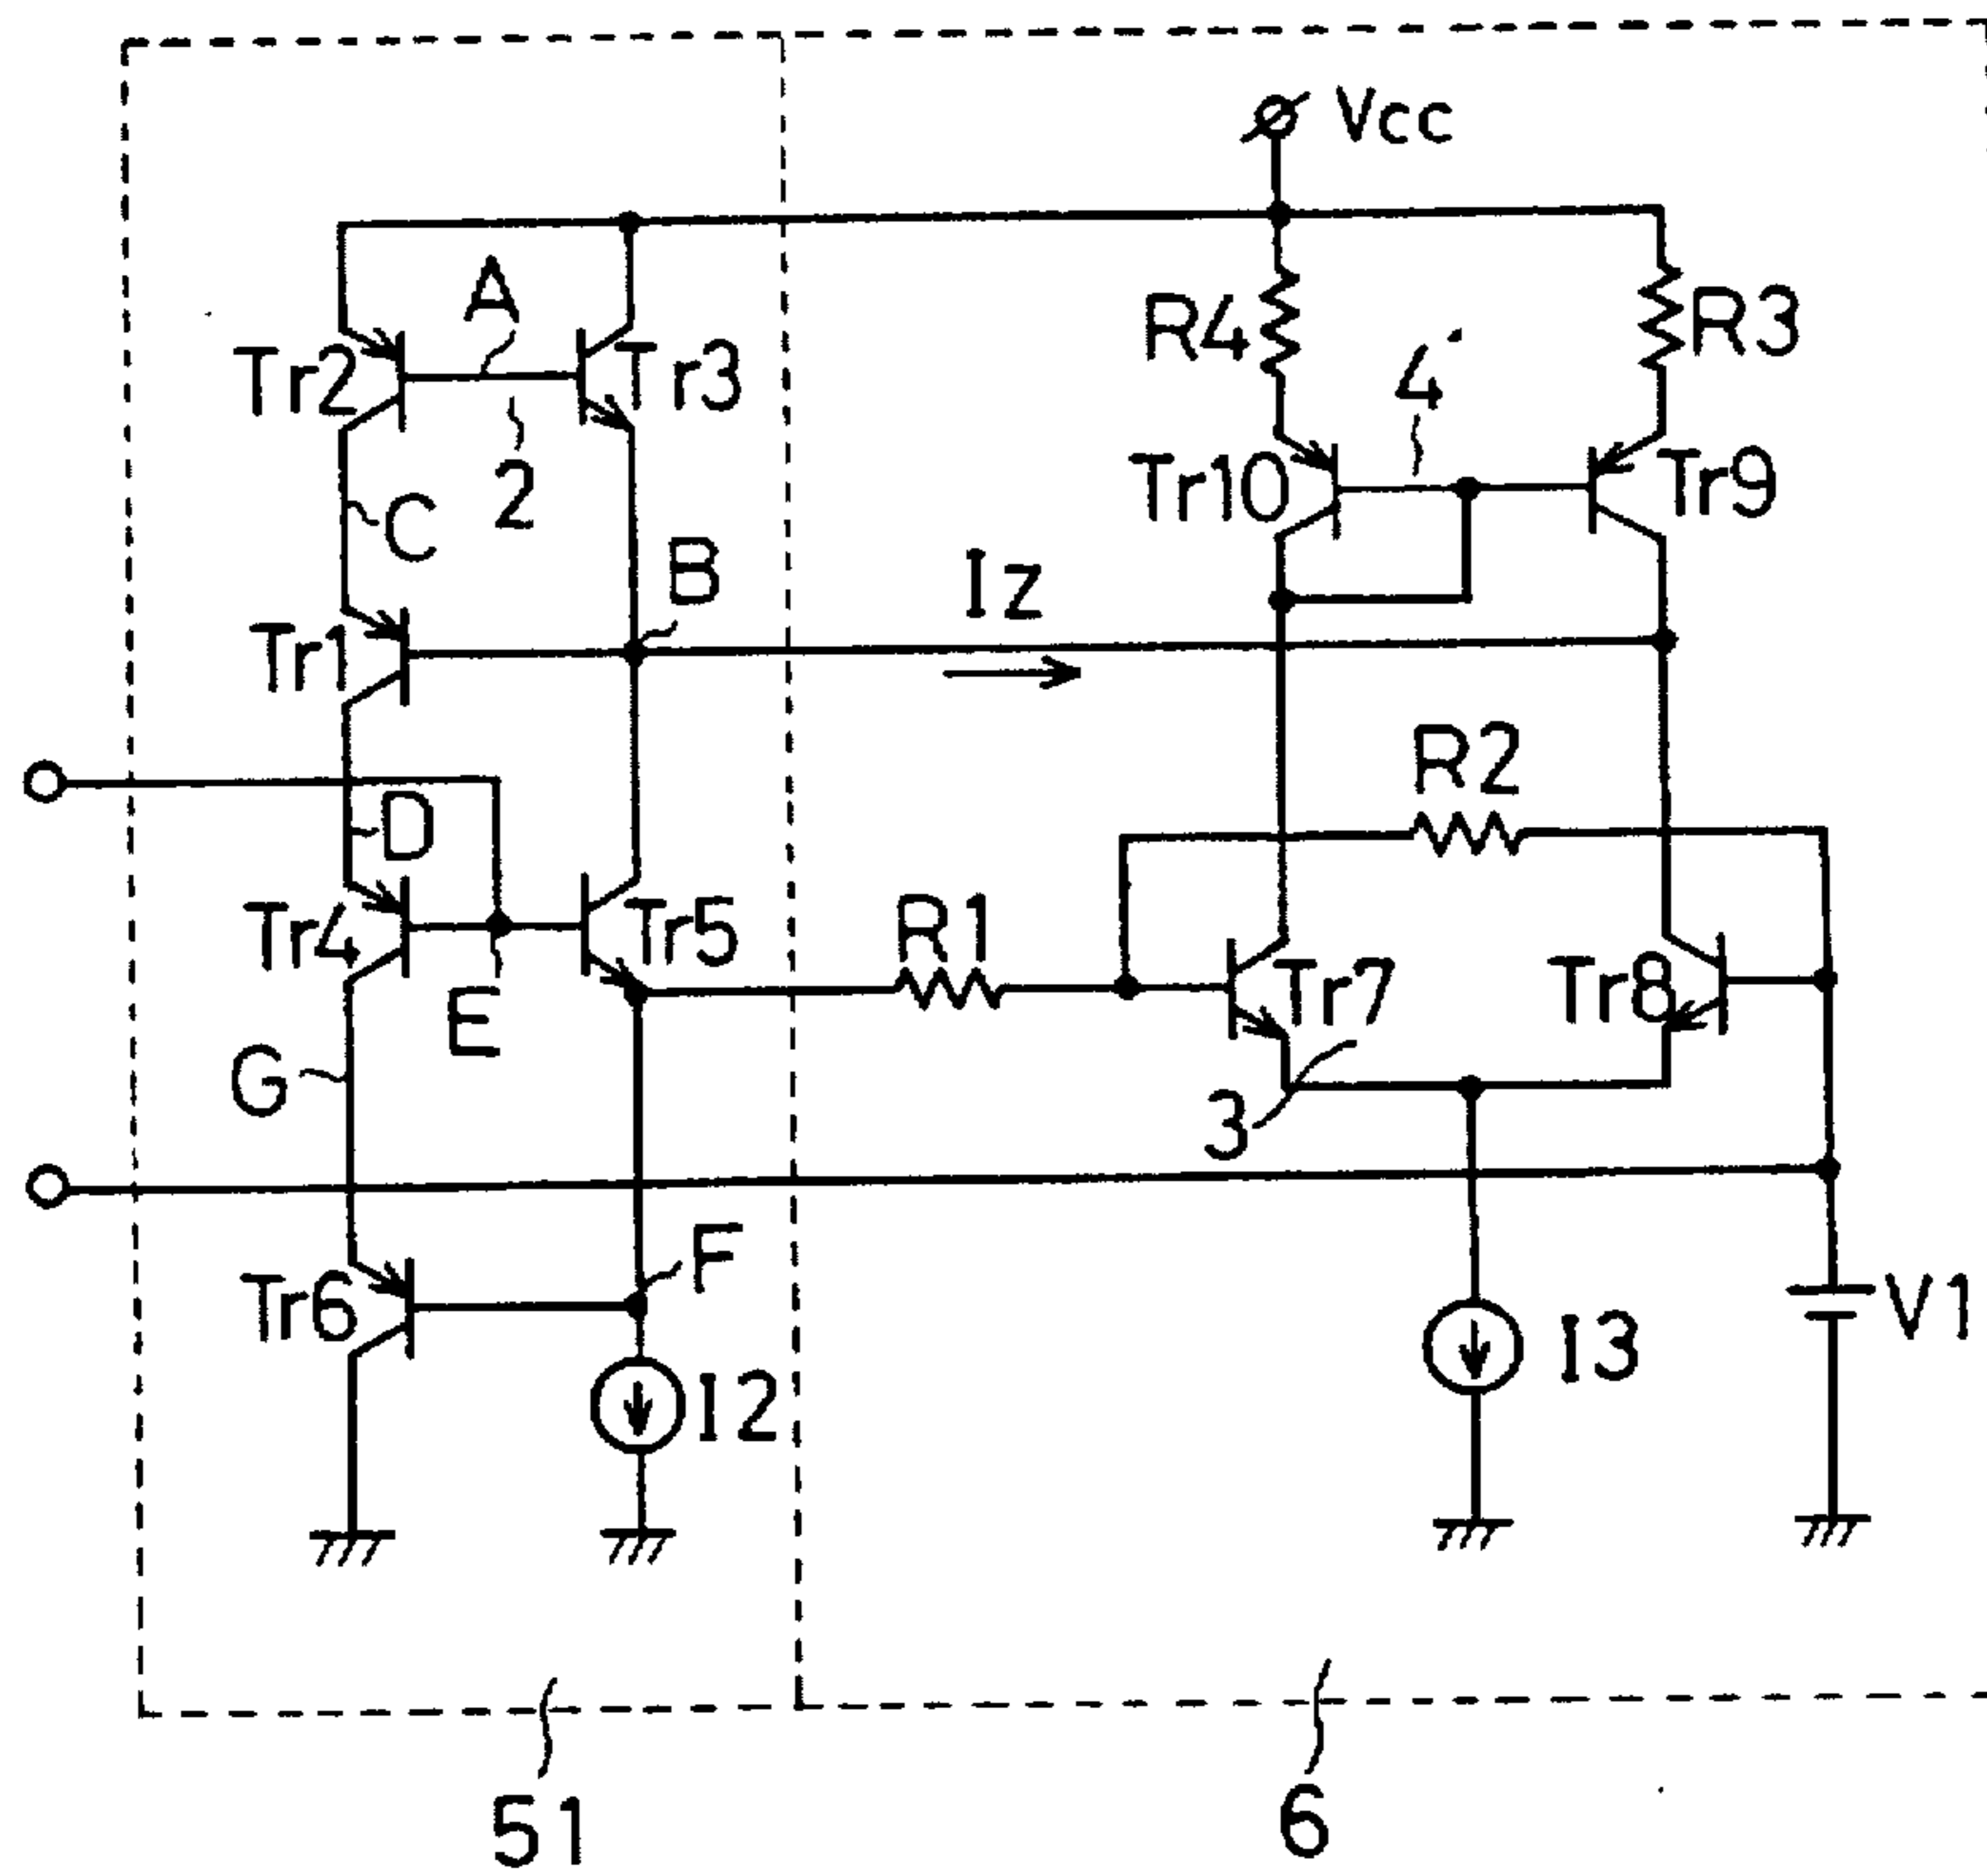 Vcc
A
R4
R3
Tr2
Tr3
4'
2
C
Tr10
Tr9
B
Iz
Tr1
R2
D
Tr4
Tr5
R1
Tr7
Tr8
E
G
3
F
Tr6
I2
I3
V1
51
6